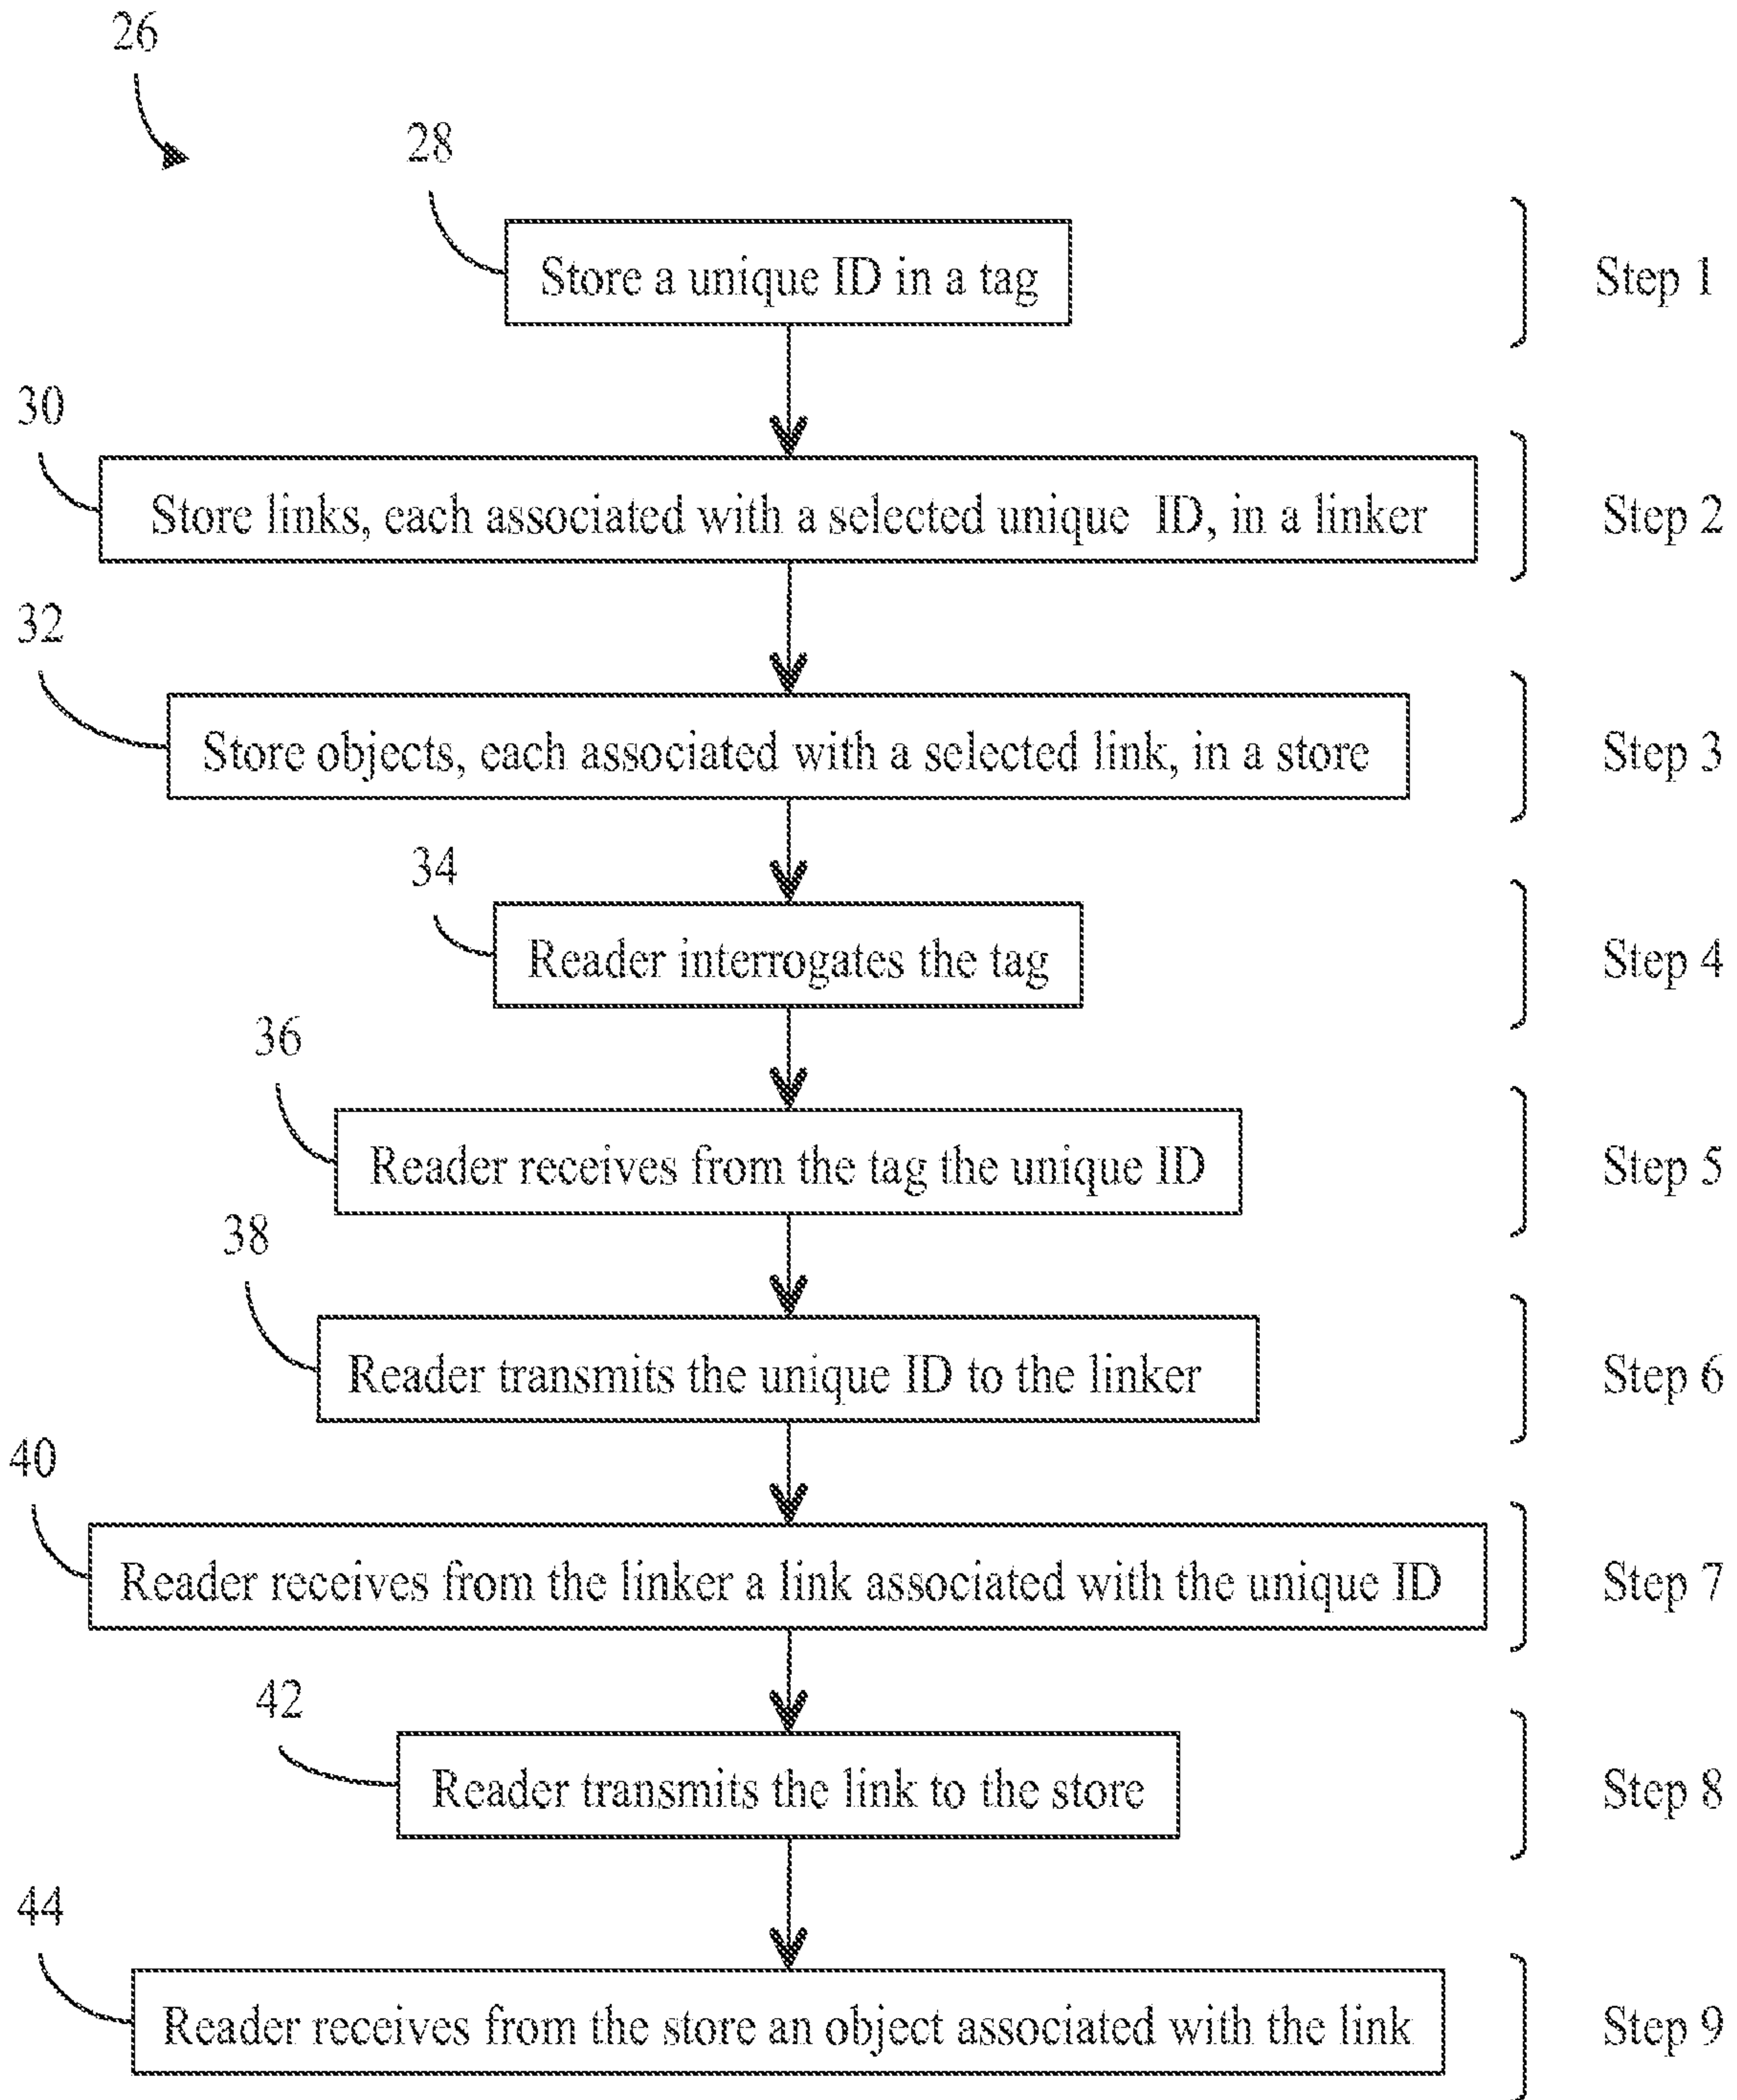 26
28
Store a unique ID in a tag
Step 1
30
Store links, each associated with a selected unique ID, in a linker
Step 2
32
Store objects, each associated with a selected link, in a store
Step 3
34
Reader interrogates the tag
Step 4
36
Reader receives from the tag the unique ID
Step 5
38
Reader transmits the unique ID to the linker
Step 6
40
Reader receives from the linker a link associated with the unique ID
Step 7
42
Reader transmits the link to the store
Step 8
44
Reader receives from the store an object associated with the link
Step 9